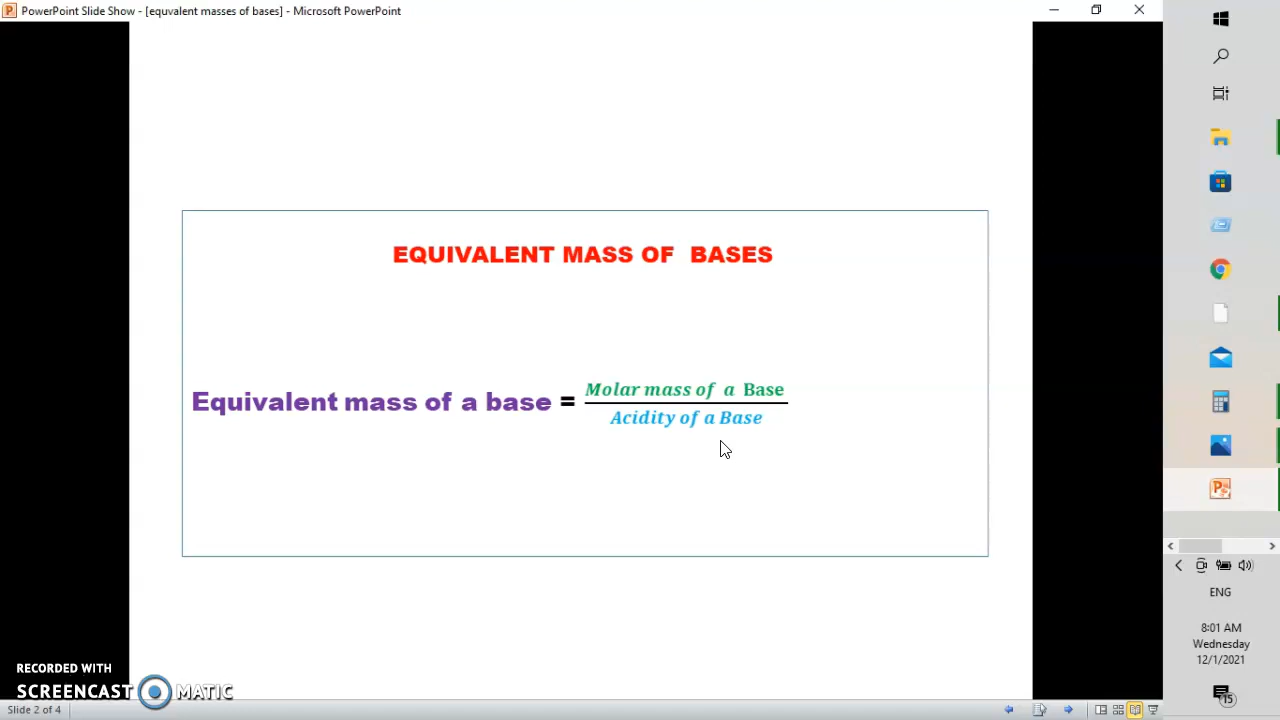 PowerPoint Slide Show - [equvalent masses of bases] - Microsoft PowerPoint
EQUIVALENT MASS OF BASES
Equivalent mass of a base = Molar mass of a Base
Acidity of a Base
ENG
8:01 AM
Wednesday
12/1/2021
15
RECORDED WITH
SCREENCAST MATIC
Slide 2 of 4